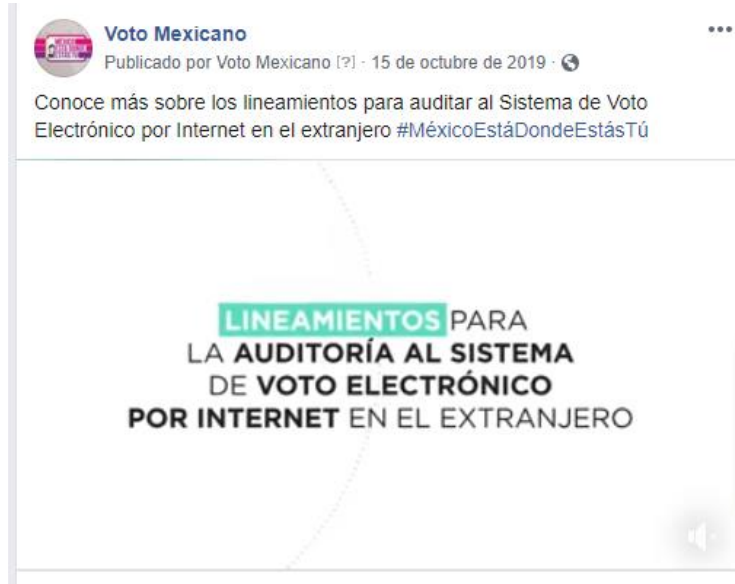 Voto Mexicano
Publicado por Voto Mexicano [?] · 15 de octubre de 2019 ·
Conoce más sobre los lineamientos para auditar al Sistema de Voto
Electrónico por Internet en el extranjero #MéxicoEstáDondeEstásTú
LINEAMIENTOS PARA
LA AUDITORÍA AL SISTEMA
DE VOTO ELECTRÓNICO
POR INTERNET EN EL EXTRANJERO